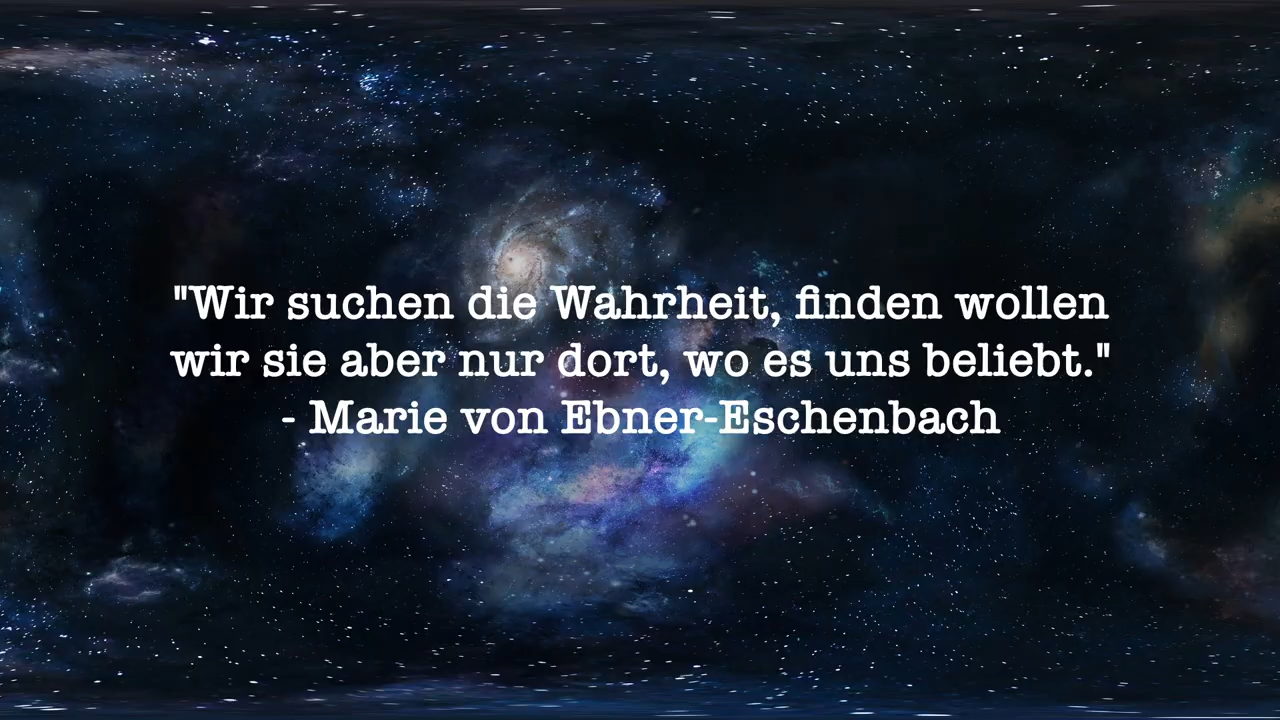 "Wir suchen die Wahrheit, finden wollen
wir sie aber nur dort, wo es uns beliebt."
- Marie von Ebner-Eschenbach